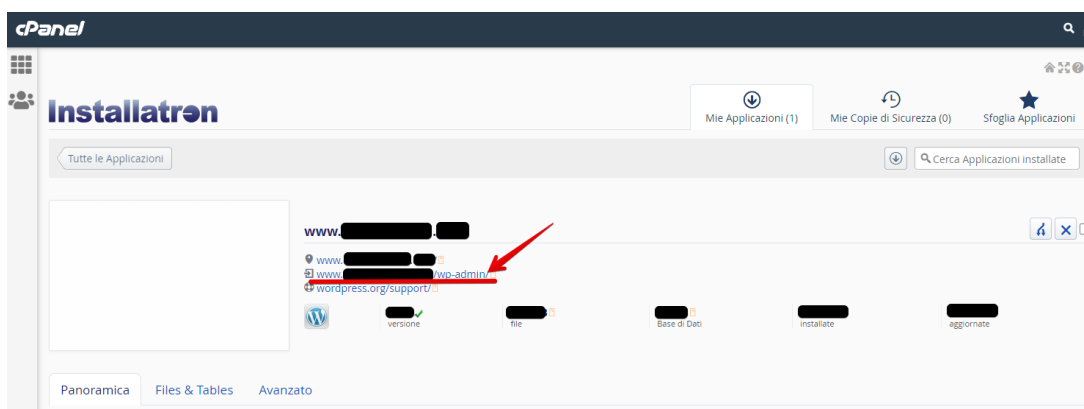 cPanel
Installatron
Mie Applicazioni (1)
Mie Copie di Sicurezza (0)
Sfoglia Applicazioni
Tutte le Applicazioni
Cerca Applicazioni installate
www. .
www.
www. /wp-admin/
wordpress.org/support/
versione
file
Base di Dati
installate
aggiornate
Panoramica Files & Tables Avanzato